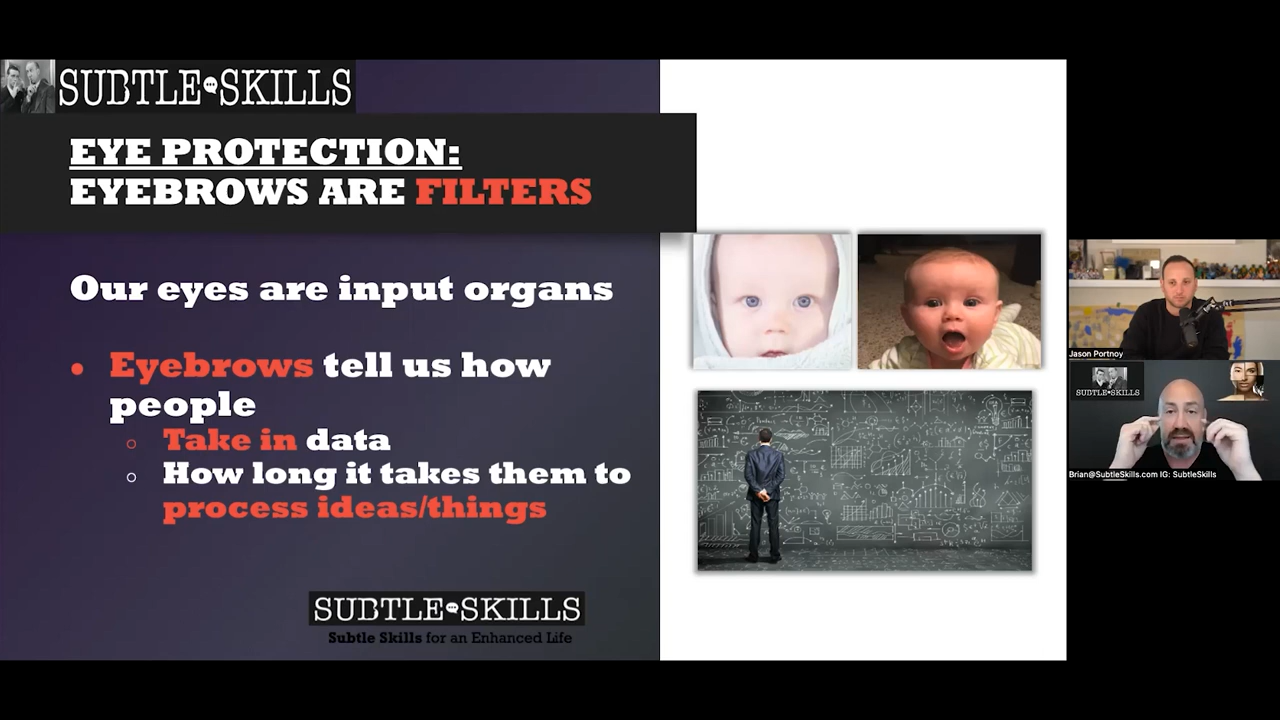 SUBTLE SKILLS
EYE PROTECTION:
EYEBROWS ARE FILTERS
Our eyes are input organs
• Eyebrows tell us how
people
○ Take in data
○ How long it takes them to
process ideas/things
SUBTLE SKILLS
Subtle Skills for an Enhanced Life
Jason Portnoy
SUBTLE SKILLS
Brian@SubtleSkills.com IG: SubtleSkills